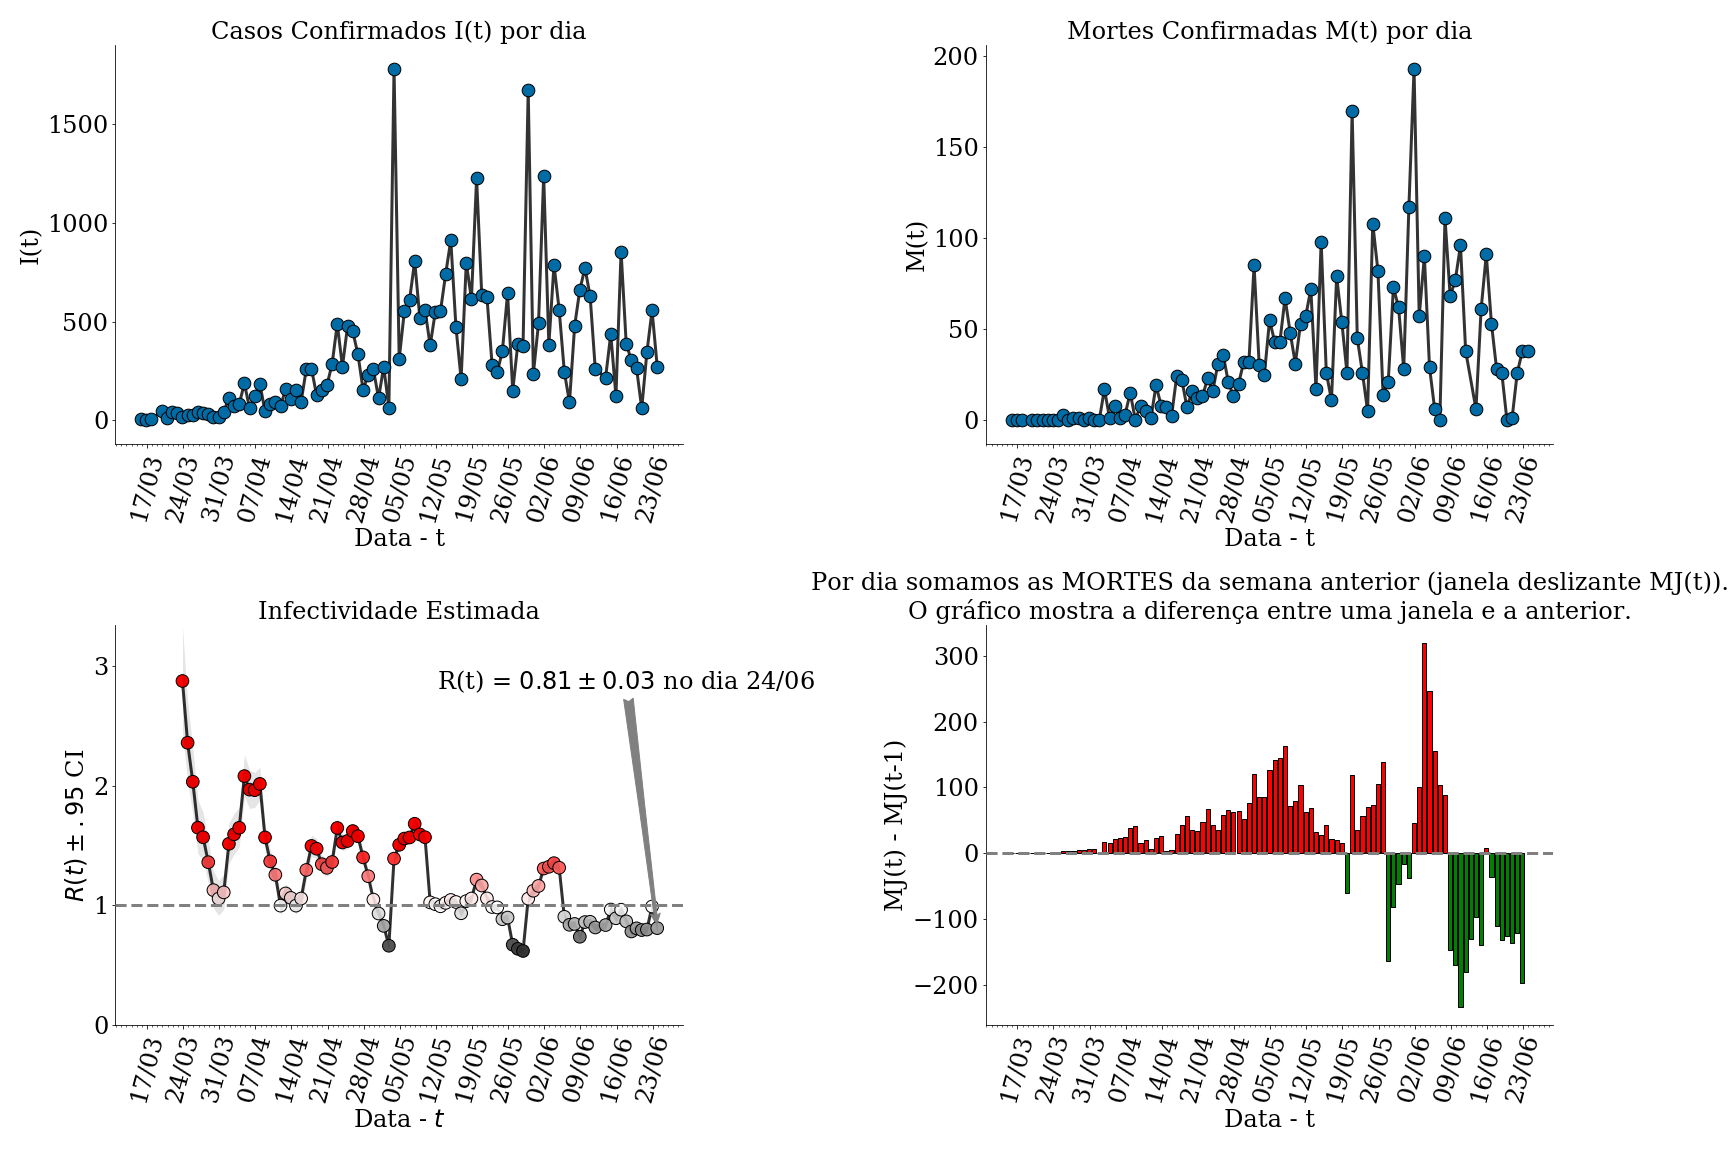 Casos Confirmados I(t) por dia
I(t)
1500
1000
500
0
17/03 24/03 31/03 07/04 14/04 21/04 28/04 05/05 12/05 19/05 26/05 02/06 09/06 16/06 23/06
Data - t
Mortes Confirmadas M(t) por dia
M(t)
200
150
100
50
0
17/03 24/03 31/03 07/04 14/04 21/04 28/04 05/05 12/05 19/05 26/05 02/06 09/06 16/06 23/06
Data - t
Infectividade Estimada
R(t) ± .95 CI
3
2
1
0
R(t) = 0.81 ± 0.03 no dia 24/06
17/03 24/03 31/03 07/04 14/04 21/04 28/04 05/05 12/05 19/05 26/05 02/06 09/06 16/06 23/06
Data - t
Por dia somamos as MORTES da semana anterior (janela deslizante MJ(t)).
O gráfico mostra a diferença entre uma janela e a anterior.
MJ(t) - MJ(t-1)
300
200
100
0
−100
−200
17/03 24/03 31/03 07/04 14/04 21/04 28/04 05/05 12/05 19/05 26/05 02/06 09/06 16/06 23/06
Data - t